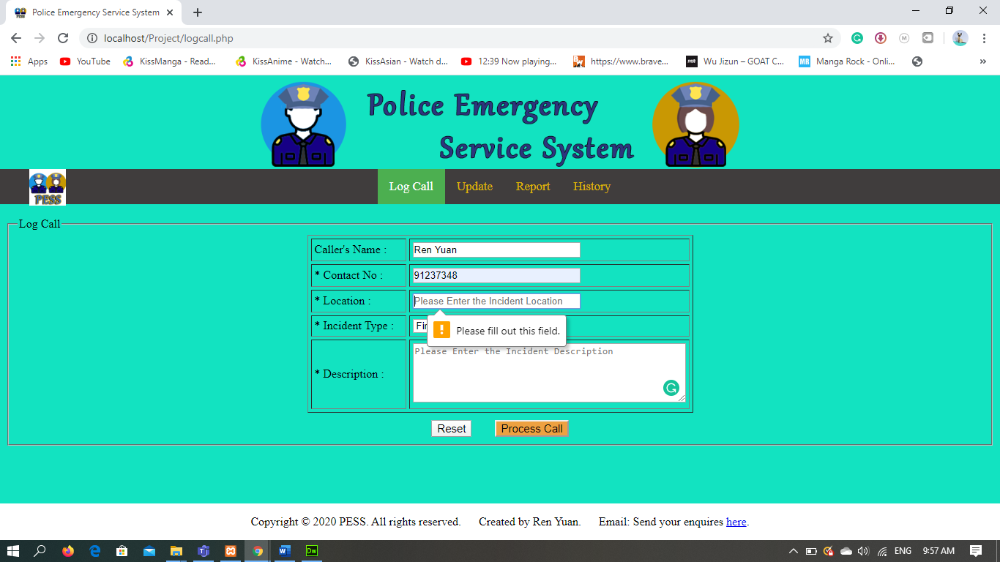 Police Emergency Service System
localhost/Project/logcall.php
Apps YouTube KissManga - Read... KissAnime - Watch... KissAsian - Watch d... 12:39 Now playing... https://www.brave... Wu Jizun – GOAT C... Manga Rock - Onli... »
Police Emergency
Service System
PESS
Log Call Update Report History
Log Call
Caller's Name : Ren Yuan
* Contact No : 91237348
* Location : Please Enter the Incident Location
* Incident Type :
Please fill out this field.
* Description : Please Enter the Incident Description
Reset Process Call
Copyright © 2020 PESS. All rights reserved. Created by Ren Yuan. Email: Send your enquires here.
ENG 9:57 AM